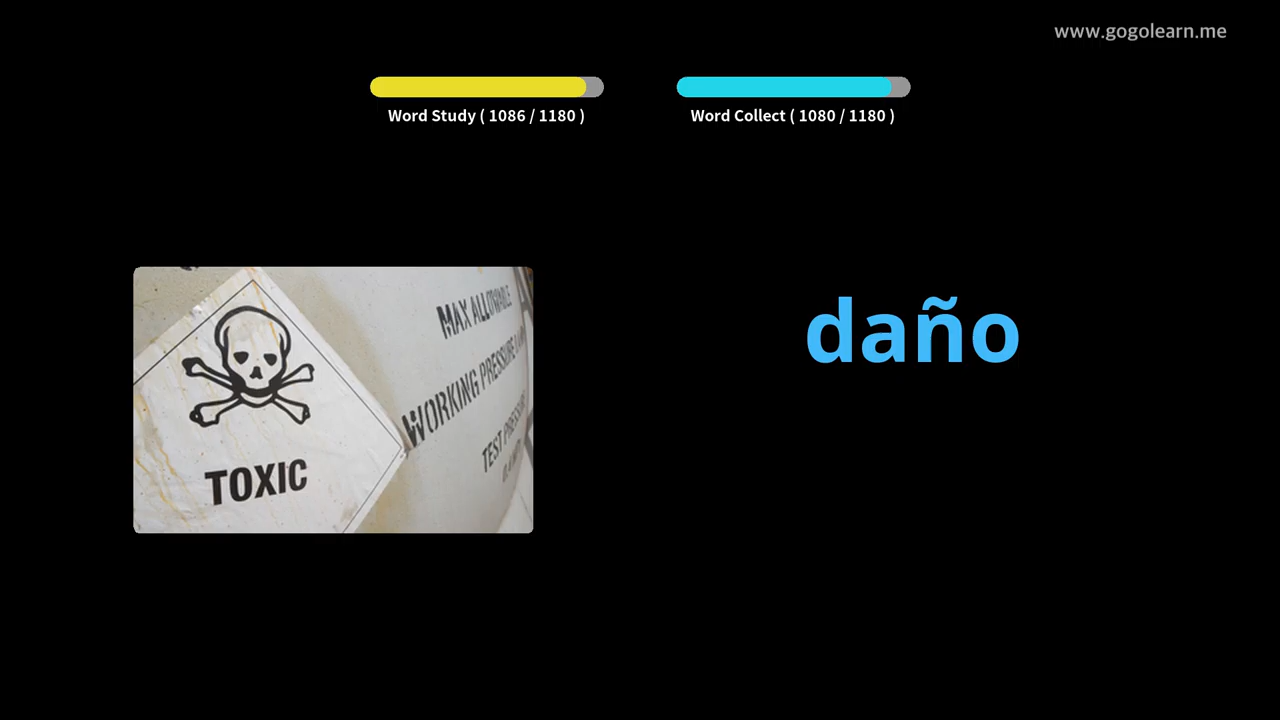 www.gogolearn.me
Word Study ( 1086 / 1180 )
Word Collect ( 1080 / 1180 )
daño
MAX ALLOWABLE
WORKING PRESSURE
TEST PRESSURE
TOXIC